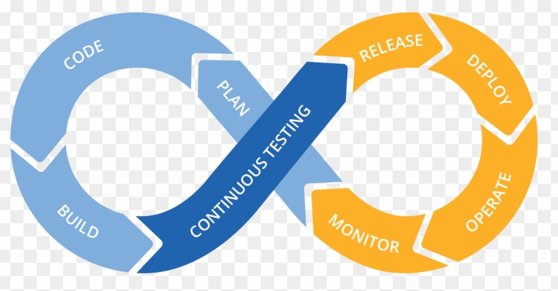 CODE
PLAN
BUILD
CONTINUOUS TESTING
RELEASE
DEPLOY
OPERATE
MONITOR